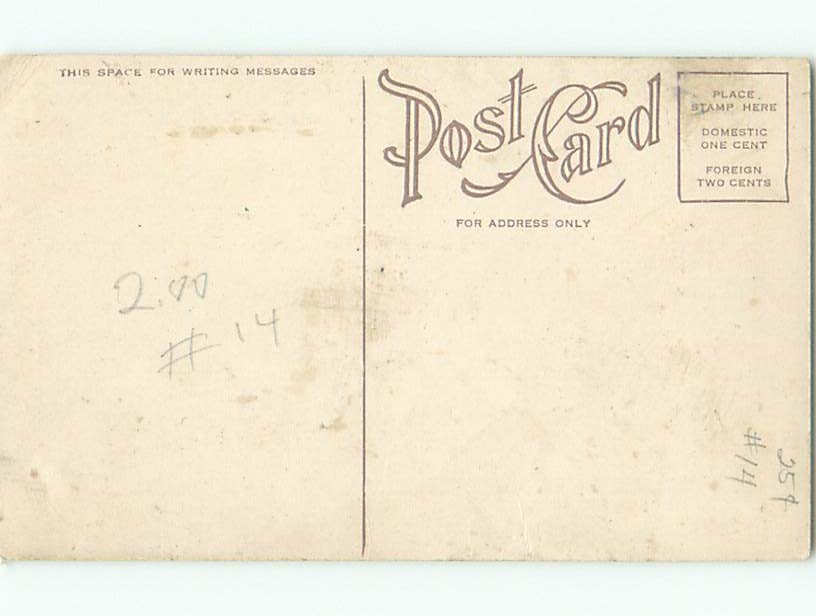 THIS SPACE FOR WRITING MESSAGES
Post Card
FOR ADDRESS ONLY
PLACE
STAMP HERE
DOMESTIC
ONE CENT
FOREIGN
TWO CENTS
2.00
# 14
25¢
#14